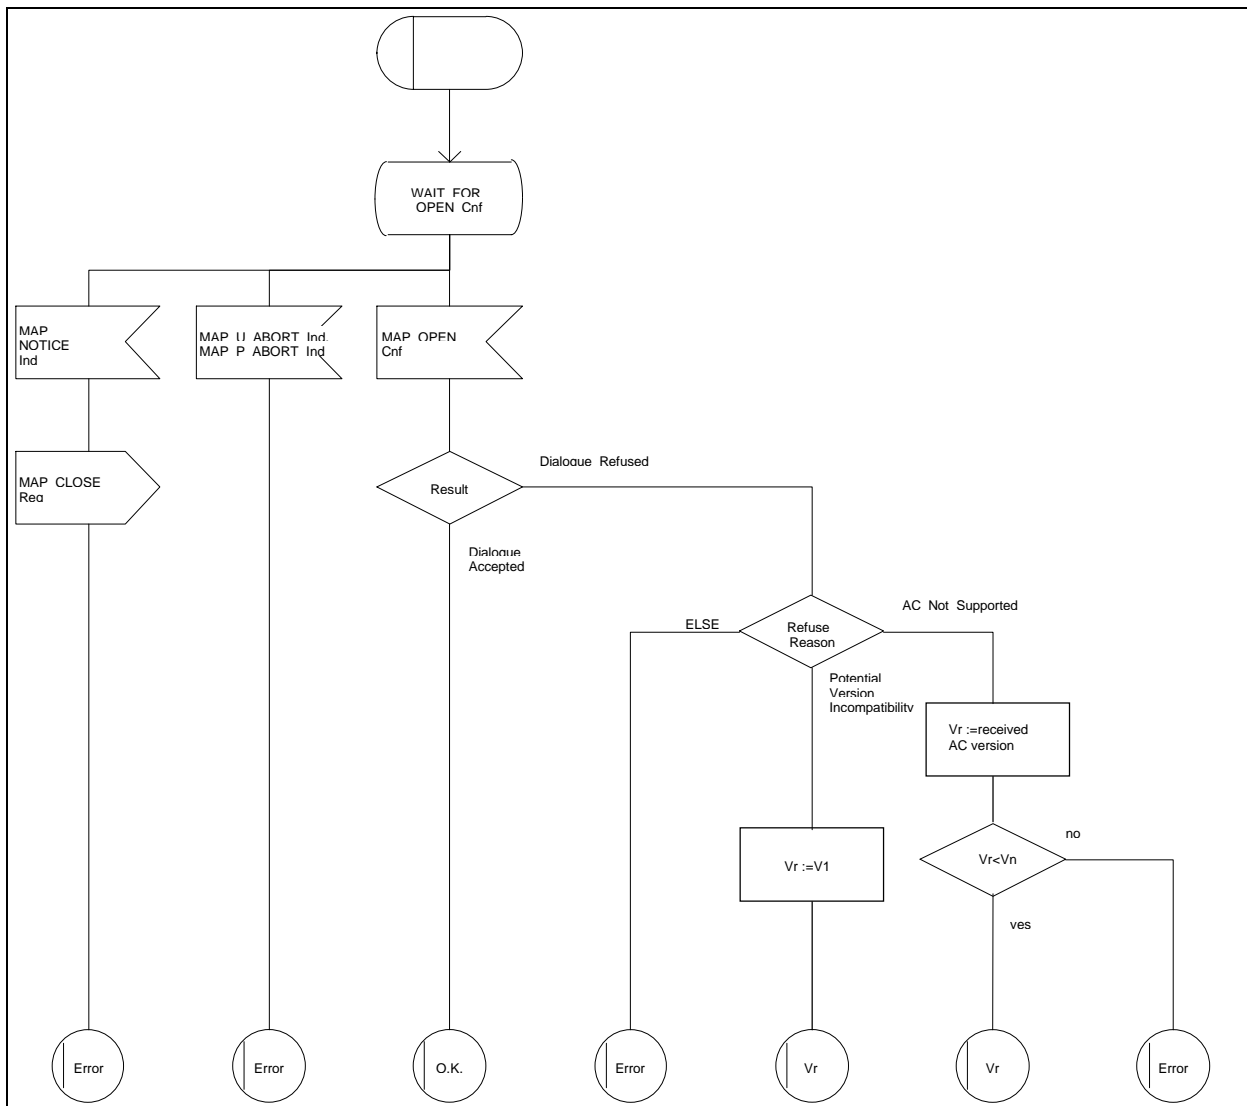 WAIT FOR
OPEN Cnf
MAP
NOTICE
Ind
MAP U ABORT Ind,
MAP P ABORT Ind
MAP OPEN
Cnf
MAP CLOSE
Req
Result
Dialogue Refused
Dialogue
Accepted
ELSE
Refuse
Reason
AC Not Supported
Potential
Version
Incompatibility
Vr :=received
AC version
Vr :=V1
Vr<Vn
no
yes
Error
Error
O.K.
Error
Vr
Vr
Error